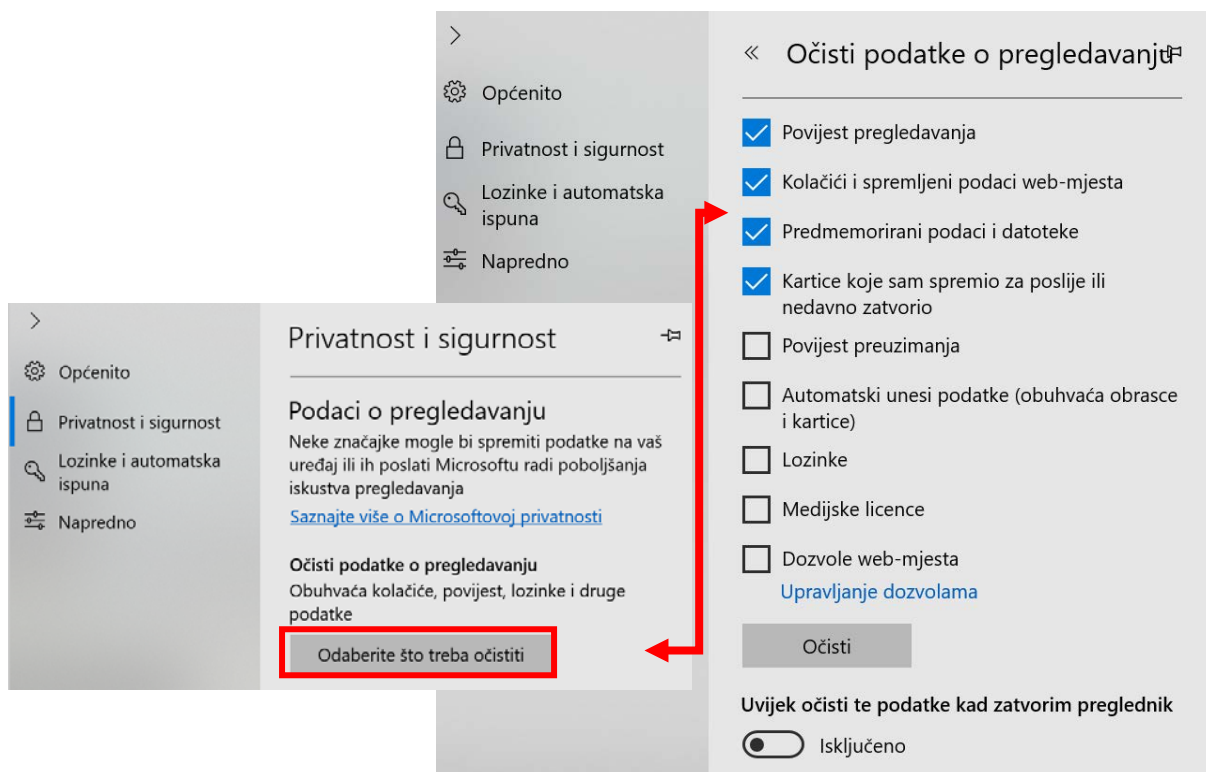 Općenito
Privatnost i sigurnost
Lozinke i automatska
ispuna
Napredno
Očisti podatke o pregledavanju
Povijest pregledavanja
Kolačići i spremljeni podaci web-mjesta
Predmemorirani podaci i datoteke
Kartice koje sam spremio za poslije ili
nedavno zatvorio
Povijest preuzimanja
Automatski unesi podatke (obuhvaća obrasce
i kartice)
Lozinke
Medijske licence
Dozvole web-mjesta
Upravljanje dozvolama
Očisti
Uvijek očisti te podatke kad zatvorim preglednik
Isključeno
Općenito
Privatnost i sigurnost
Lozinke i automatska
ispuna
Napredno
Privatnost i sigurnost
Podaci o pregledavanju
Neke značajke mogle bi spremiti podatke na vaš
uređaj ili ih poslati Microsoftu radi poboljšanja
iskustva pregledavanja
Saznajte više o Microsoftovoj privatnosti
Očisti podatke o pregledavanju
Obuhvaća kolačiće, povijest, lozinke i druge
podatke
Odaberite što treba očistiti